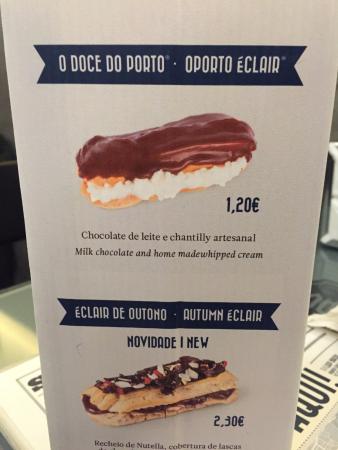 O DOCE DO PORTO® · OPORTO ÉCLAIR®
1,20€
Chocolate de leite e chantilly artesanal
Milk chocolate and home madewhipped cream
ÉCLAIR DE OUTONO · AUTUMN ÉCLAIR
NOVIDADE | NEW
2,30€
Recheio de Nutella, cobertura de lascas
AQUI!